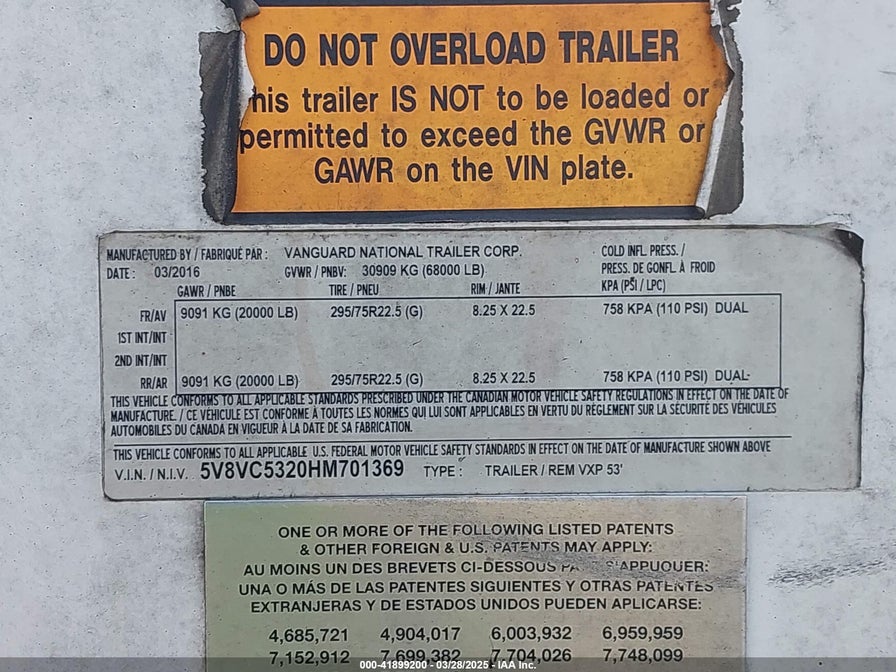 DO NOT OVERLOAD TRAILER
his trailer IS NOT to be loaded or
permitted to exceed the GVWR or
GAWR on the VIN plate.
MANUFACTURED BY / FABRIQUÉ PAR : VANGUARD NATIONAL TRAILER CORP. COLD INFL. PRESS. /
DATE : 03/2016 GVWR / PNBV: 30909 KG (68000 LB) PRESS. DE GONFL À FROID
GAWR / PNBE TIRE / PNEU RIM / JANTE KPA (PSI / LPC)
FR/AV 9091 KG (20000 LB) 295/75R22.5 (G) 8.25 X 22.5 758 KPA (110 PSI) DUAL
1ST INT/INT
2ND INT/INT
RR/AR 9091 KG (20000 LB) 295/75R22.5 (G) 8.25 X 22.5 758 KPA (110 PSI) DUAL
THIS VEHICLE CONFORMS TO ALL APPLICABLE STANDARDS PRESCRIBED UNDER THE CANADIAN MOTOR VEHICLE SAFETY REGULATIONS IN EFFECT ON THE DATE OF
MANUFACTURE. / CE VÉHICULE EST CONFORME À TOUTES LES NORMES QUI LUI SONT APPLICABLES EN VERTU DU RÈGLEMENT SUR LA SÉCURITÉ DES VÉHICULES
AUTOMOBILES DU CANADA EN VIGUEUR À LA DATE DE SA FABRICATION.
THIS VEHICLE CONFORMS TO ALL APPLICABLE U.S. FEDERAL MOTOR VEHICLE SAFETY STANDARDS IN EFFECT ON THE DATE OF MANUFACTURE SHOWN ABOVE
V.I.N. / N.I.V. 5V8VC5320HM701369 TYPE : TRAILER / REM VXP 53'
ONE OR MORE OF THE FOLLOWING LISTED PATENTS
& OTHER FOREIGN & U.S. PATENTS MAY APPLY:
AU MOINS UN DES BREVETS CI-DESSOUS S'APPUOUER:
UNA O MÁS DE LAS PATENTES SIGUIENTES Y OTRAS PATENTES
EXTRANJERAS Y DE ESTADOS UNIDOS PUEDEN APLICARSE:
4,685,721 4,904,017 6,003,932 6,959,959
7,152,912 7,699,382 7,704,026 7,748,099
000-41899200 - 03/28/2025 - IAA Inc.